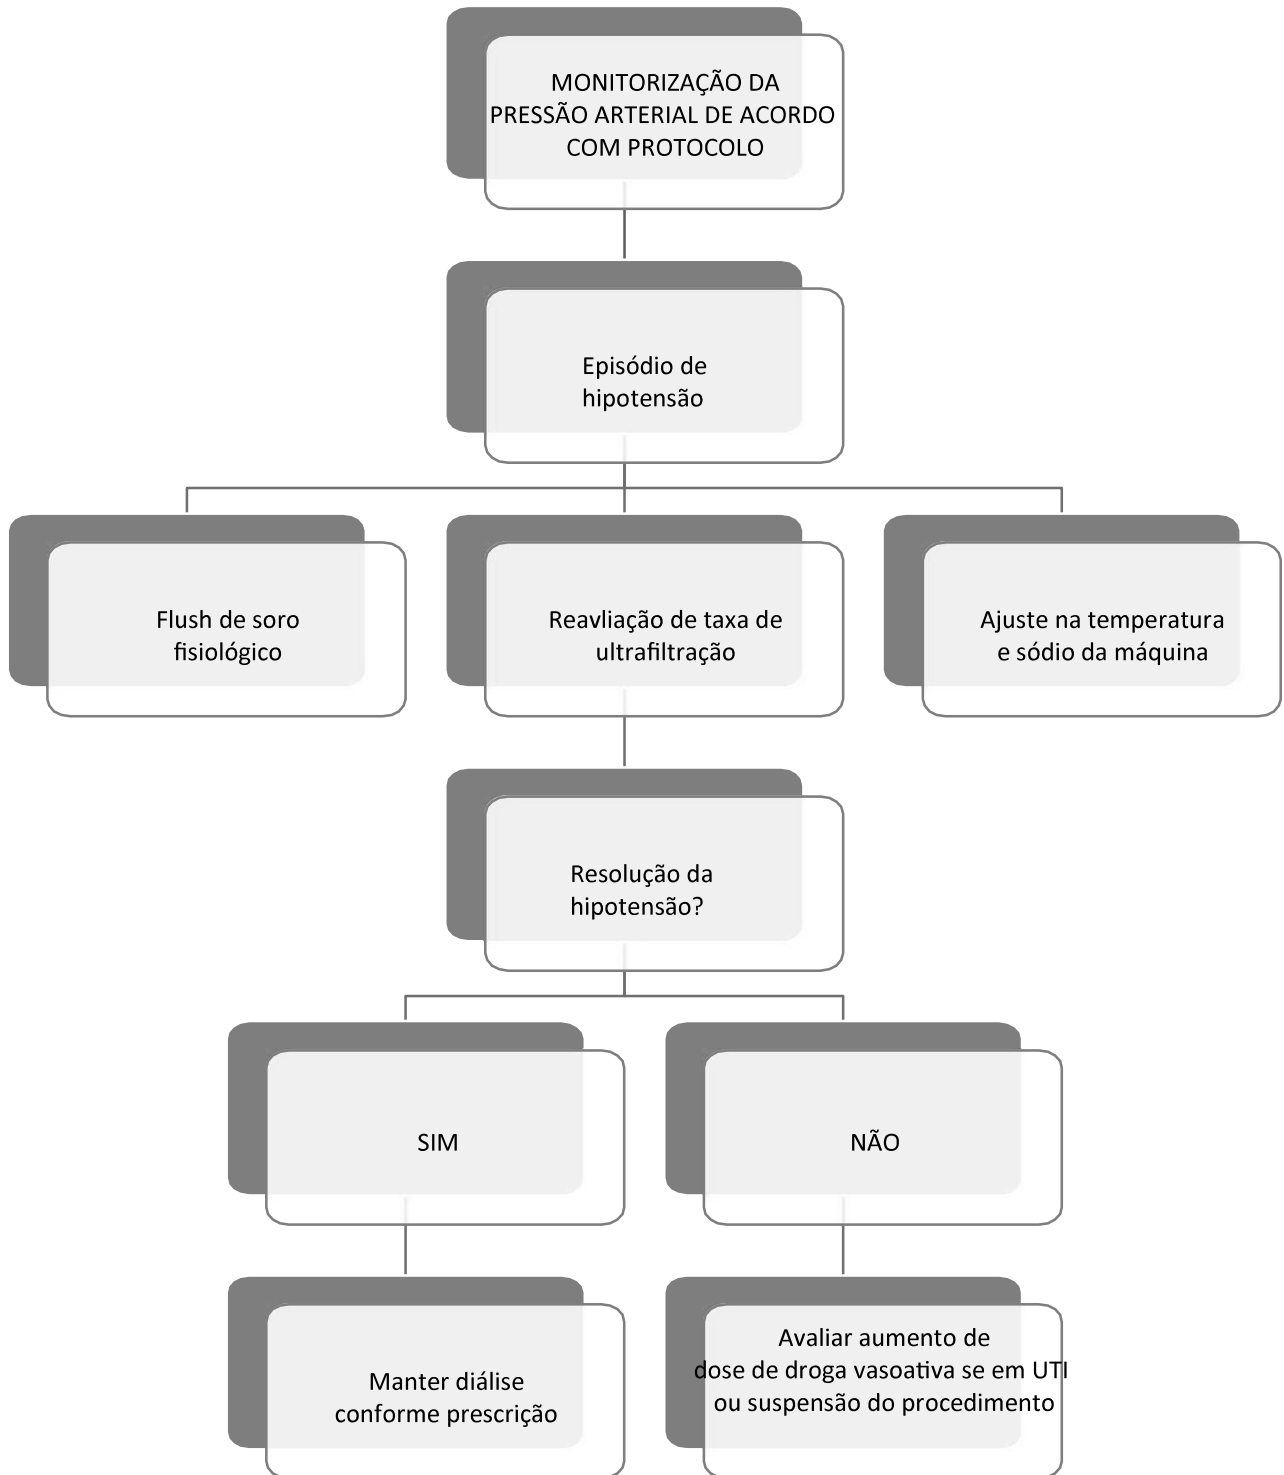 MONITORIZAÇÃO DA
PRESSÃO ARTERIAL DE ACORDO
COM PROTOCOLO
Episódio de
hipotensão
Flush de soro
fisiológico
Reavliação de taxa de
ultrafiltração
Ajuste na temperatura
e sódio da máquina
Resolução da
hipotensão?
SIM
NÃO
Manter diálise
conforme prescrição
Avaliar aumento de
dose de droga vasoativa se em UTI
ou suspensão do procedimento